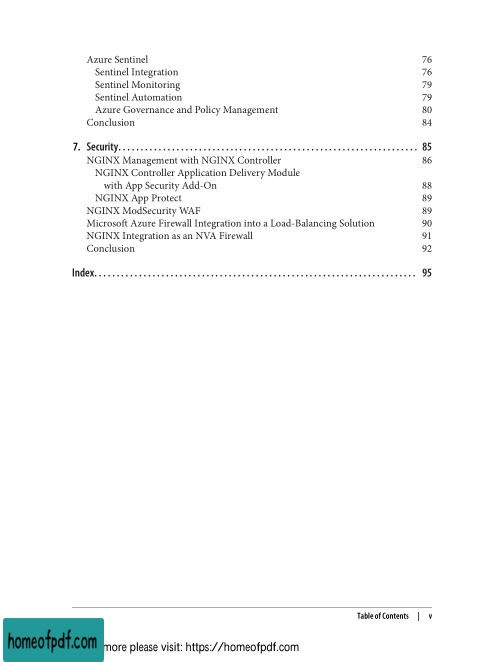 Azure Sentinel 76
Sentinel Integration 76
Sentinel Monitoring 79
Sentinel Automation 79
Azure Governance and Policy Management 80
Conclusion 84
7. Security. . . . . . . . . . . . . . . . . . . . . . . . . . . . . . . . . . . . . . . . . . . . . . . . . . . . . . . . . . . . . . . . . . . . 85
NGINX Management with NGINX Controller 86
NGINX Controller Application Delivery Module
with App Security Add-On 88
NGINX App Protect 89
NGINX ModSecurity WAF 89
Microsoft Azure Firewall Integration into a Load-Balancing Solution 90
NGINX Integration as an NVA Firewall 91
Conclusion 92
Index. . . . . . . . . . . . . . . . . . . . . . . . . . . . . . . . . . . . . . . . . . . . . . . . . . . . . . . . . . . . . . . . . . . . . . . . 95
Table of Contents | v
homeofpdf.com
more please visit: https://homeofpdf.com